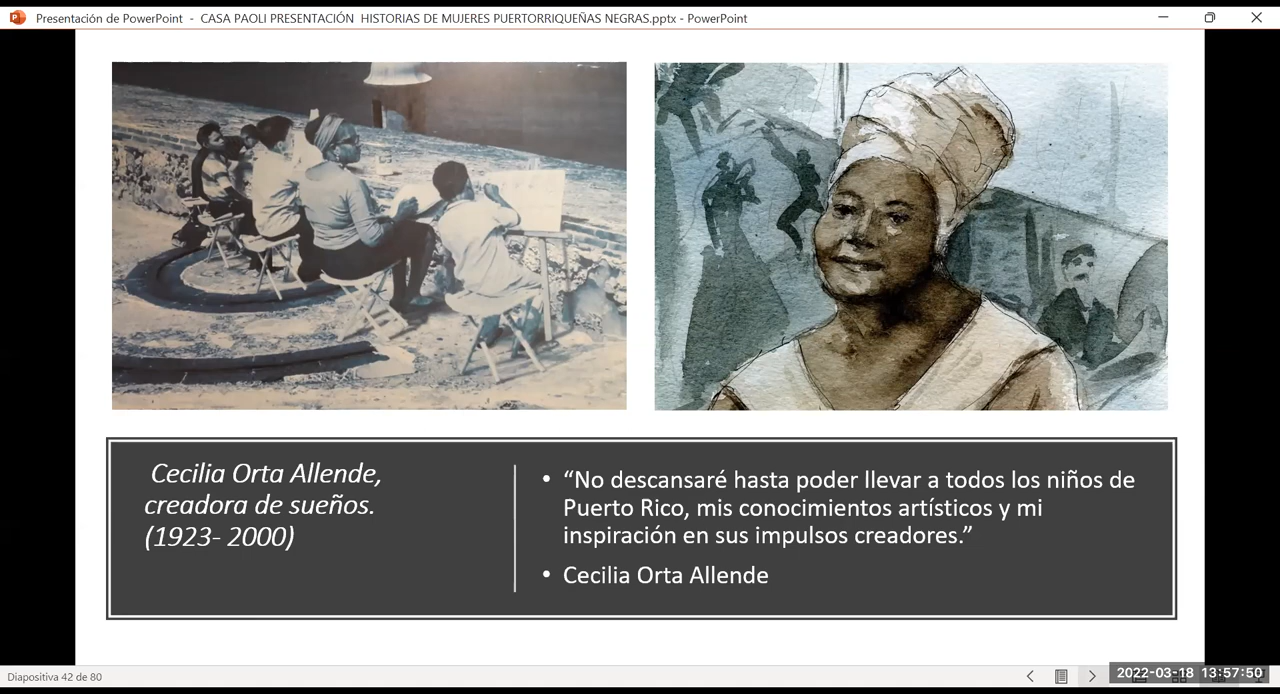 Presentación de PowerPoint - CASA PAOLI PRESENTACIÓN HISTORIAS DE MUJERES PUERTORRIQUEÑAS NEGRAS.pptx - PowerPoint
Cecilia Orta Allende,
creadora de sueños.
(1923- 2000)
• “No descansaré hasta poder llevar a todos los niños de
Puerto Rico, mis conocimientos artísticos y mi
inspiración en sus impulsos creadores.”
• Cecilia Orta Allende
Diapositiva 42 de 80
2022-03-18 13:57:50